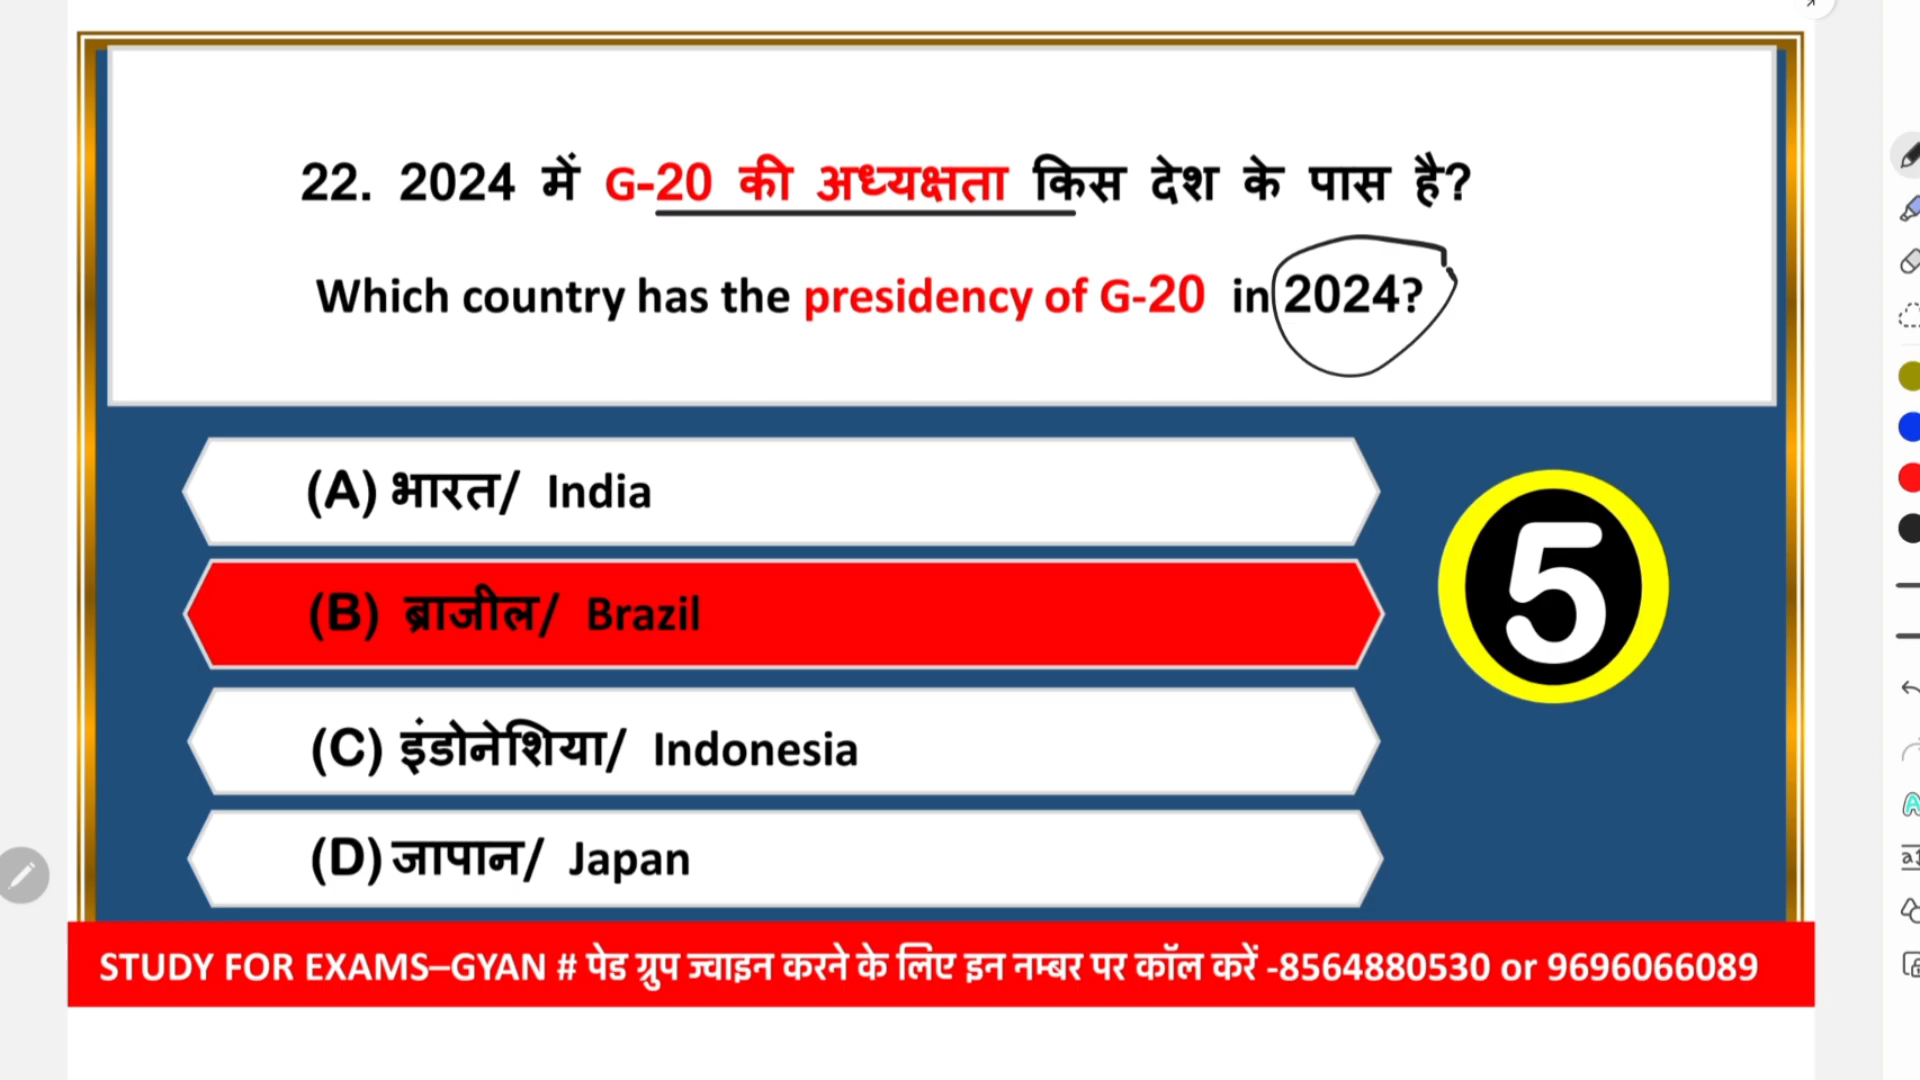 22. 2024 में G-20 की अध्यक्षता किस देश के पास है?
Which country has the presidency of G-20 in 2024?
(A) भारत/ India
(B) ब्राजील/ Brazil
5
(C) इंडोनेशिया/ Indonesia
(D) जापान/ Japan
STUDY FOR EXAMS–GYAN # पेड ग्रुप ज्वाइन करने के लिए इन नम्बर पर कॉल करें -8564880530 or 9696066089